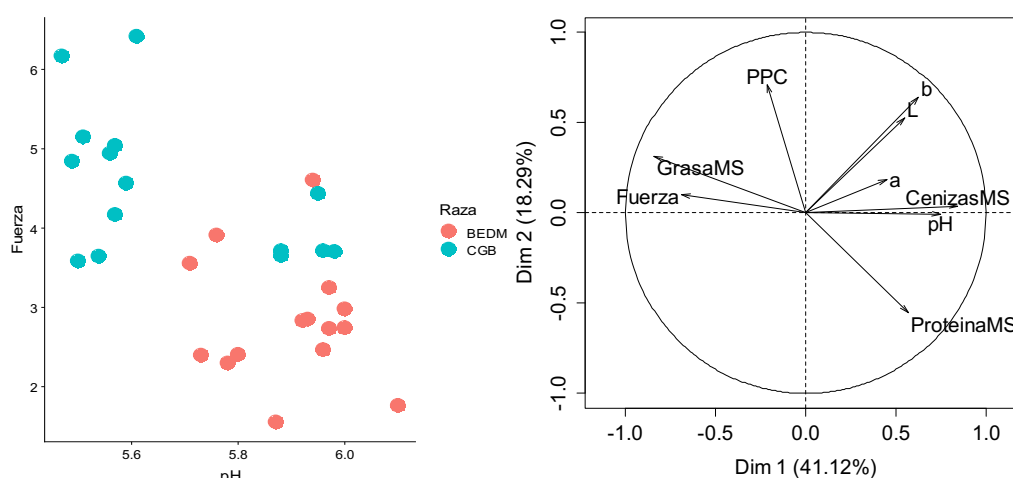 Fuerza
6
5
4
3
2
5.6
5.8
6.0
pH
Raza
BEDM
CGB
Dim 2 (18.29%)
1.0
0.5
0.0
-0.5
-1.0
PPC
b
L
GrasaMS
a
Fuerza
CenizasMS
pH
ProteinaMS
-1.0
-0.5
0.0
0.5
1.0
Dim 1 (41.12%)